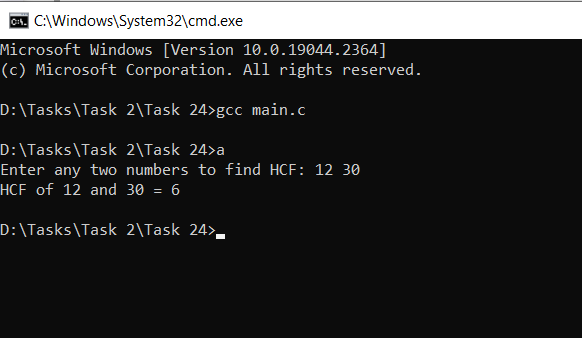 C:\Windows\System32\cmd.exe
Microsoft Windows [Version 10.0.19044.2364]
(c) Microsoft Corporation. All rights reserved.
D:\Tasks\Task 2\Task 24>gcc main.c
D:\Tasks\Task 2\Task 24>a
Enter any two numbers to find HCF: 12 30
HCF of 12 and 30 = 6
D:\Tasks\Task 2\Task 24>